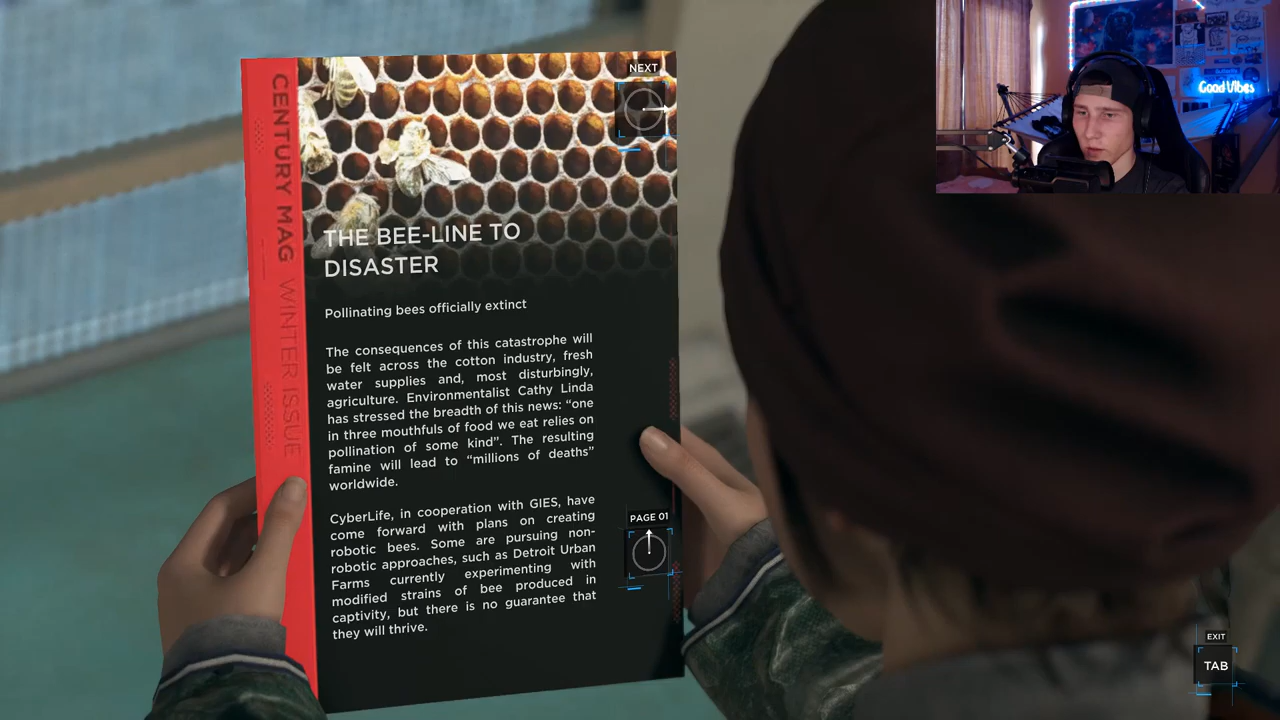 NEXT
CENTURY MAG WINTER ISSUE
THE BEE-LINE TO
DISASTER
Pollinating bees officially extinct
The consequences of this catastrophe will
be felt across the cotton industry, fresh
water supplies and, most disturbingly,
agriculture. Environmentalist Cathy Linda
has stressed the breadth of this news: “one
in three mouthfuls of food we eat relies on
pollination of some kind”. The resulting
famine will lead to “millions of deaths”
worldwide.
CyberLife, in cooperation with GIES, have
come forward with plans on creating
robotic bees. Some are pursuing non-
robotic approaches, such as Detroit Urban
Farms currently experimenting with
modified strains of bee produced in
captivity, but there is no guarantee that
they will thrive.
PAGE 01
EXIT
TAB
Good Vibes